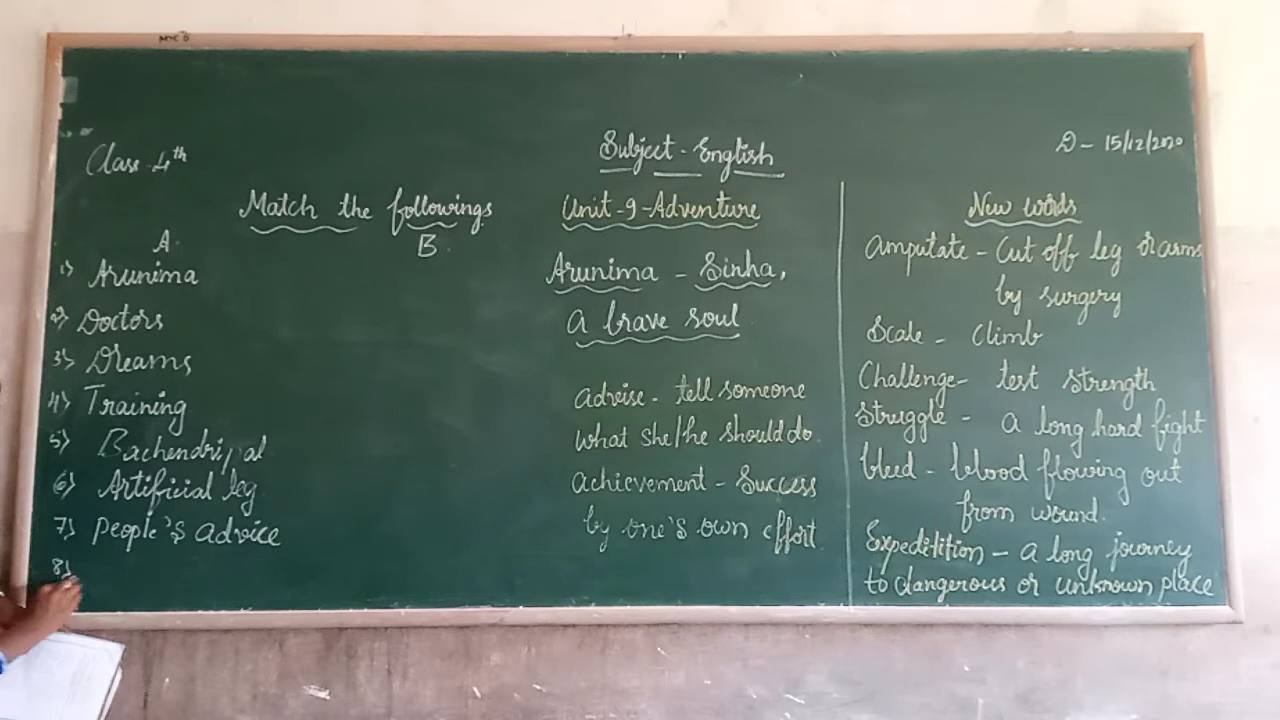 Class-4th
Subject-English
D- 15/12/2020
Match the followings
A.
B.
1) Arunima
2) Doctors
3) Dreams
4) Training
5) Bachendripal
6) Artificial leg
7) People's advice
8)
Unit-9-Adventure
Arunima - Sinha,
a brave soul
advise - tell someone
what she/he should do.
achievement - Success
by one's own effort
New words
Amputate - Cut off leg or arms
by surgery
Scale - Climb
Challenge- test strength
Struggle - a long hard fight
bleed - blood flowing out
from wound.
Expedition - a long journey
to dangerous or unknown place